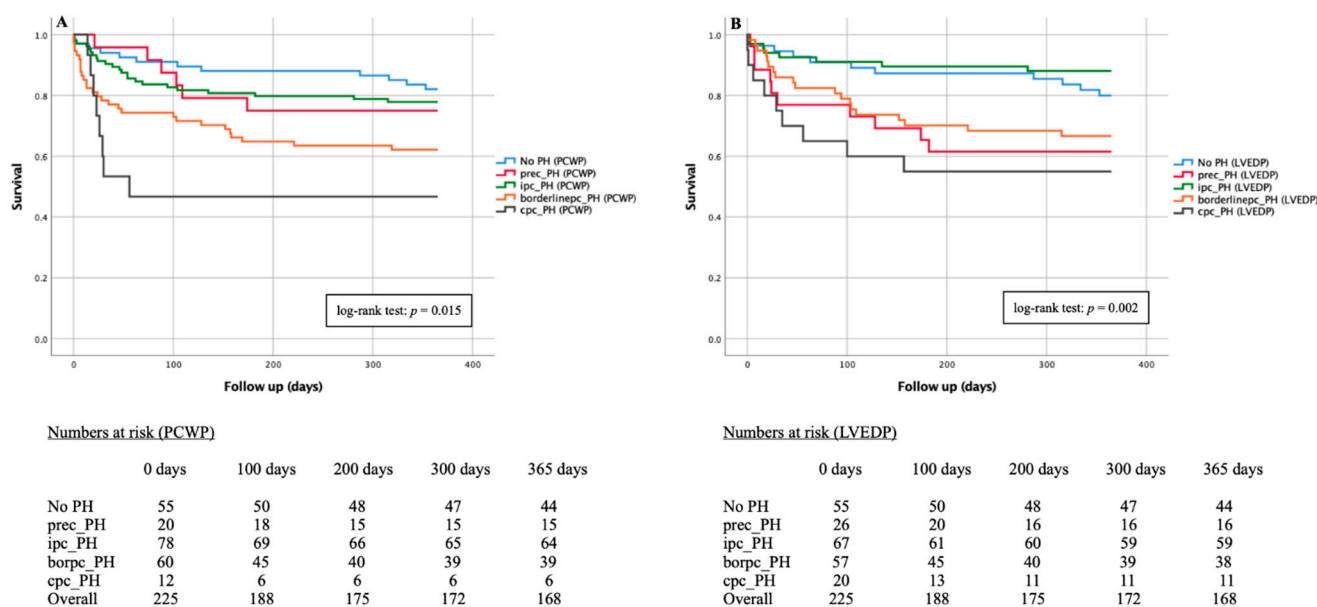 A
1.0
0.8
0.6
0.4
0.2
0.0
Survival
0
100
200
300
400
Follow up (days)
No PH (PCWP)
prec_PH (PCWP)
ipc_PH (PCWP)
borderlinepc_PH (PCWP)
cpc_PH (PCWP)
log-rank test: p = 0.015
B
1.0
0.8
0.6
0.4
0.2
0.0
Survival
0
100
200
300
400
Follow up (days)
No PH (LVEDP)
prec_PH (LVEDP)
ipc_PH (LVEDP)
borderlinepc_PH (LVEDP)
cpc_PH (LVEDP)
log-rank test: p = 0.002
Numbers at risk (PCWP)
0 days 100 days 200 days 300 days 365 days
No PH 55 50 48 47 44
prec_PH 20 18 15 15 15
ipc_PH 78 69 66 65 64
borpc_PH 60 45 40 39 39
cpc_PH 12 6 6 6 6
Overall 225 188 175 172 168
Numbers at risk (LVEDP)
0 days 100 days 200 days 300 days 365 days
No PH 55 50 48 47 44
prec_PH 26 20 16 16 16
ipc_PH 67 61 60 59 59
borpc_PH 57 45 40 39 38
cpc_PH 20 13 11 11 11
Overall 225 188 175 172 168